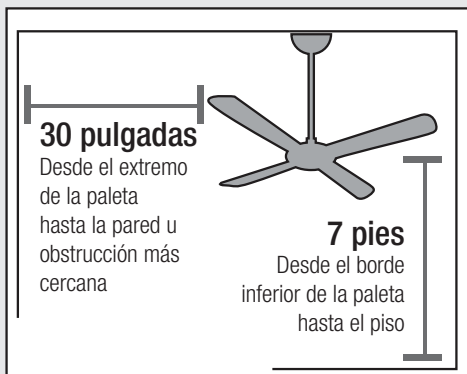 30 pulgadas
Desde el extremo
de la paleta
hasta la pared u
obstrucción más
cercana
7 pies
Desde el borde
inferior de la paleta
hasta el piso